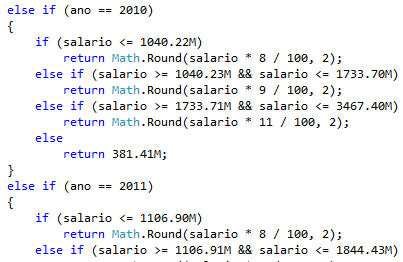 else if (ano == 2010)
{
if (salario <= 1040.22M)
return Math.Round(salario * 8 / 100, 2);
else if (salario >= 1040.23M && salario <= 1733.70M)
return Math.Round(salario * 9 / 100, 2);
else if (salario >= 1733.71M && salario <= 3467.40M)
return Math.Round(salario * 11 / 100, 2);
else
return 381.41M;
}
else if (ano == 2011)
{
if (salario <= 1106.90M)
return Math.Round(salario * 8 / 100, 2);
else if (salario >= 1106.91M && salario <= 1844.43M)